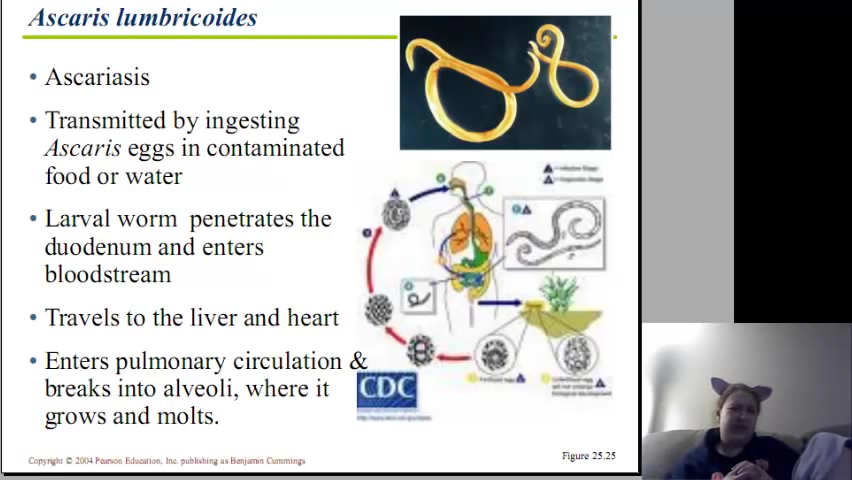 Ascaris lumbricoides
• Ascariasis
• Transmitted by ingesting
Ascaris eggs in contaminated
food or water
• Larval worm penetrates the
duodenum and enters
bloodstream
• Travels to the liver and heart
• Enters pulmonary circulation &
breaks into alveoli, where it
grows and molts.
CDC
Figure 25.25
Copyright © 2004 Pearson Education, Inc. publishing as Benjamin Cummings